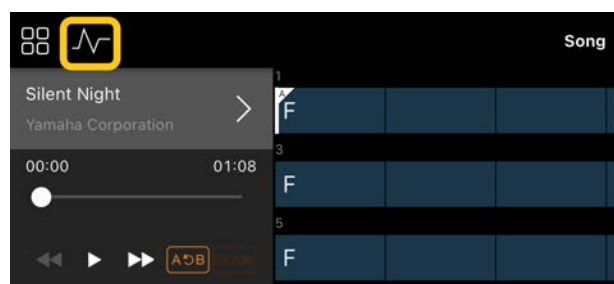 Song
Silent Night
Yamaha Corporation
00:00 01:08
A B
1
A
F
3
F
5
F